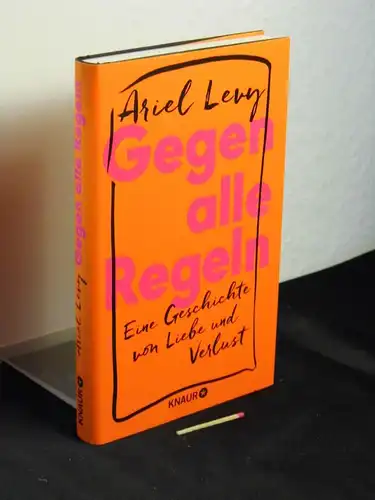 Ariel Levy
Gegen
alle
Regeln
Eine Geschichte
von Liebe und
Verlust
KNAUR
Ariel Levy Gegen alle Regeln
KNAUR